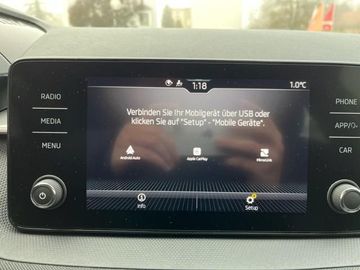 1:18
1.0°C
RADIO
MEDIA
MENU
PHONE
APP/
CAR
Verbinden Sie Ihr Mobilgerät über USB oder
klicken Sie auf "Setup" - "Mobile Geräte".
Android Auto
Apple CarPlay
MirrorLink
Info
Setup